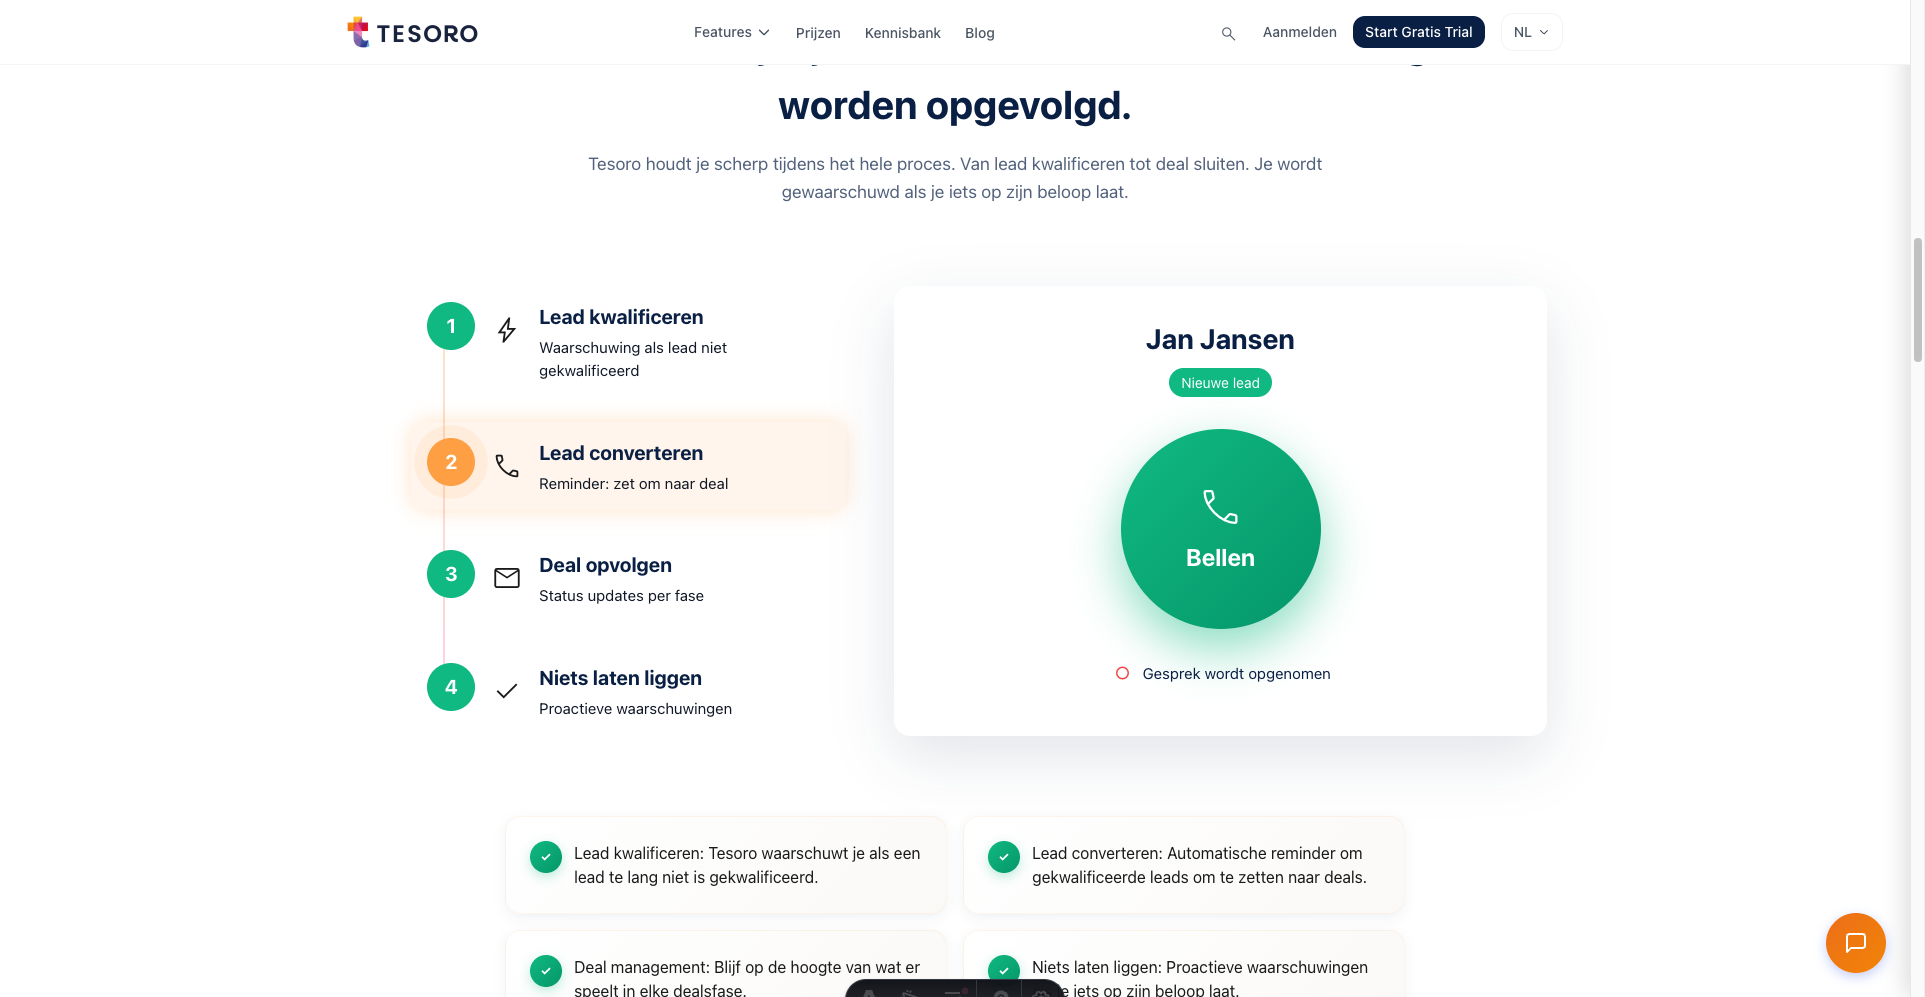 TESORO
Features
Prijzen
Kennisbank
Blog
Aanmelden
Start Gratis Trial
NL
worden opgevolgd.
Tesoro houdt je scherp tijdens het hele proces. Van lead kwalificeren tot deal sluiten. Je wordt
gewaarschuwd als je iets op zijn beloop laat.
1
Lead kwalificeren
Waarschuwing als lead niet
gekwalificeerd
2
Lead converteren
Reminder: zet om naar deal
3
Deal opvolgen
Status updates per fase
4
Niets laten liggen
Proactieve waarschuwingen
Jan Jansen
Nieuwe lead
Bellen
Gesprek wordt opgenomen
Lead kwalificeren: Tesoro waarschuwt je als een
lead te lang niet is gekwalificeerd.
Lead converteren: Automatische reminder om
gekwalificeerde leads om te zetten naar deals.
Deal management: Blijf op de hoogte van wat er
speelt in elke dealsfase.
Niets laten liggen: Proactieve waarschuwingen
iets op zijn beloop laat.